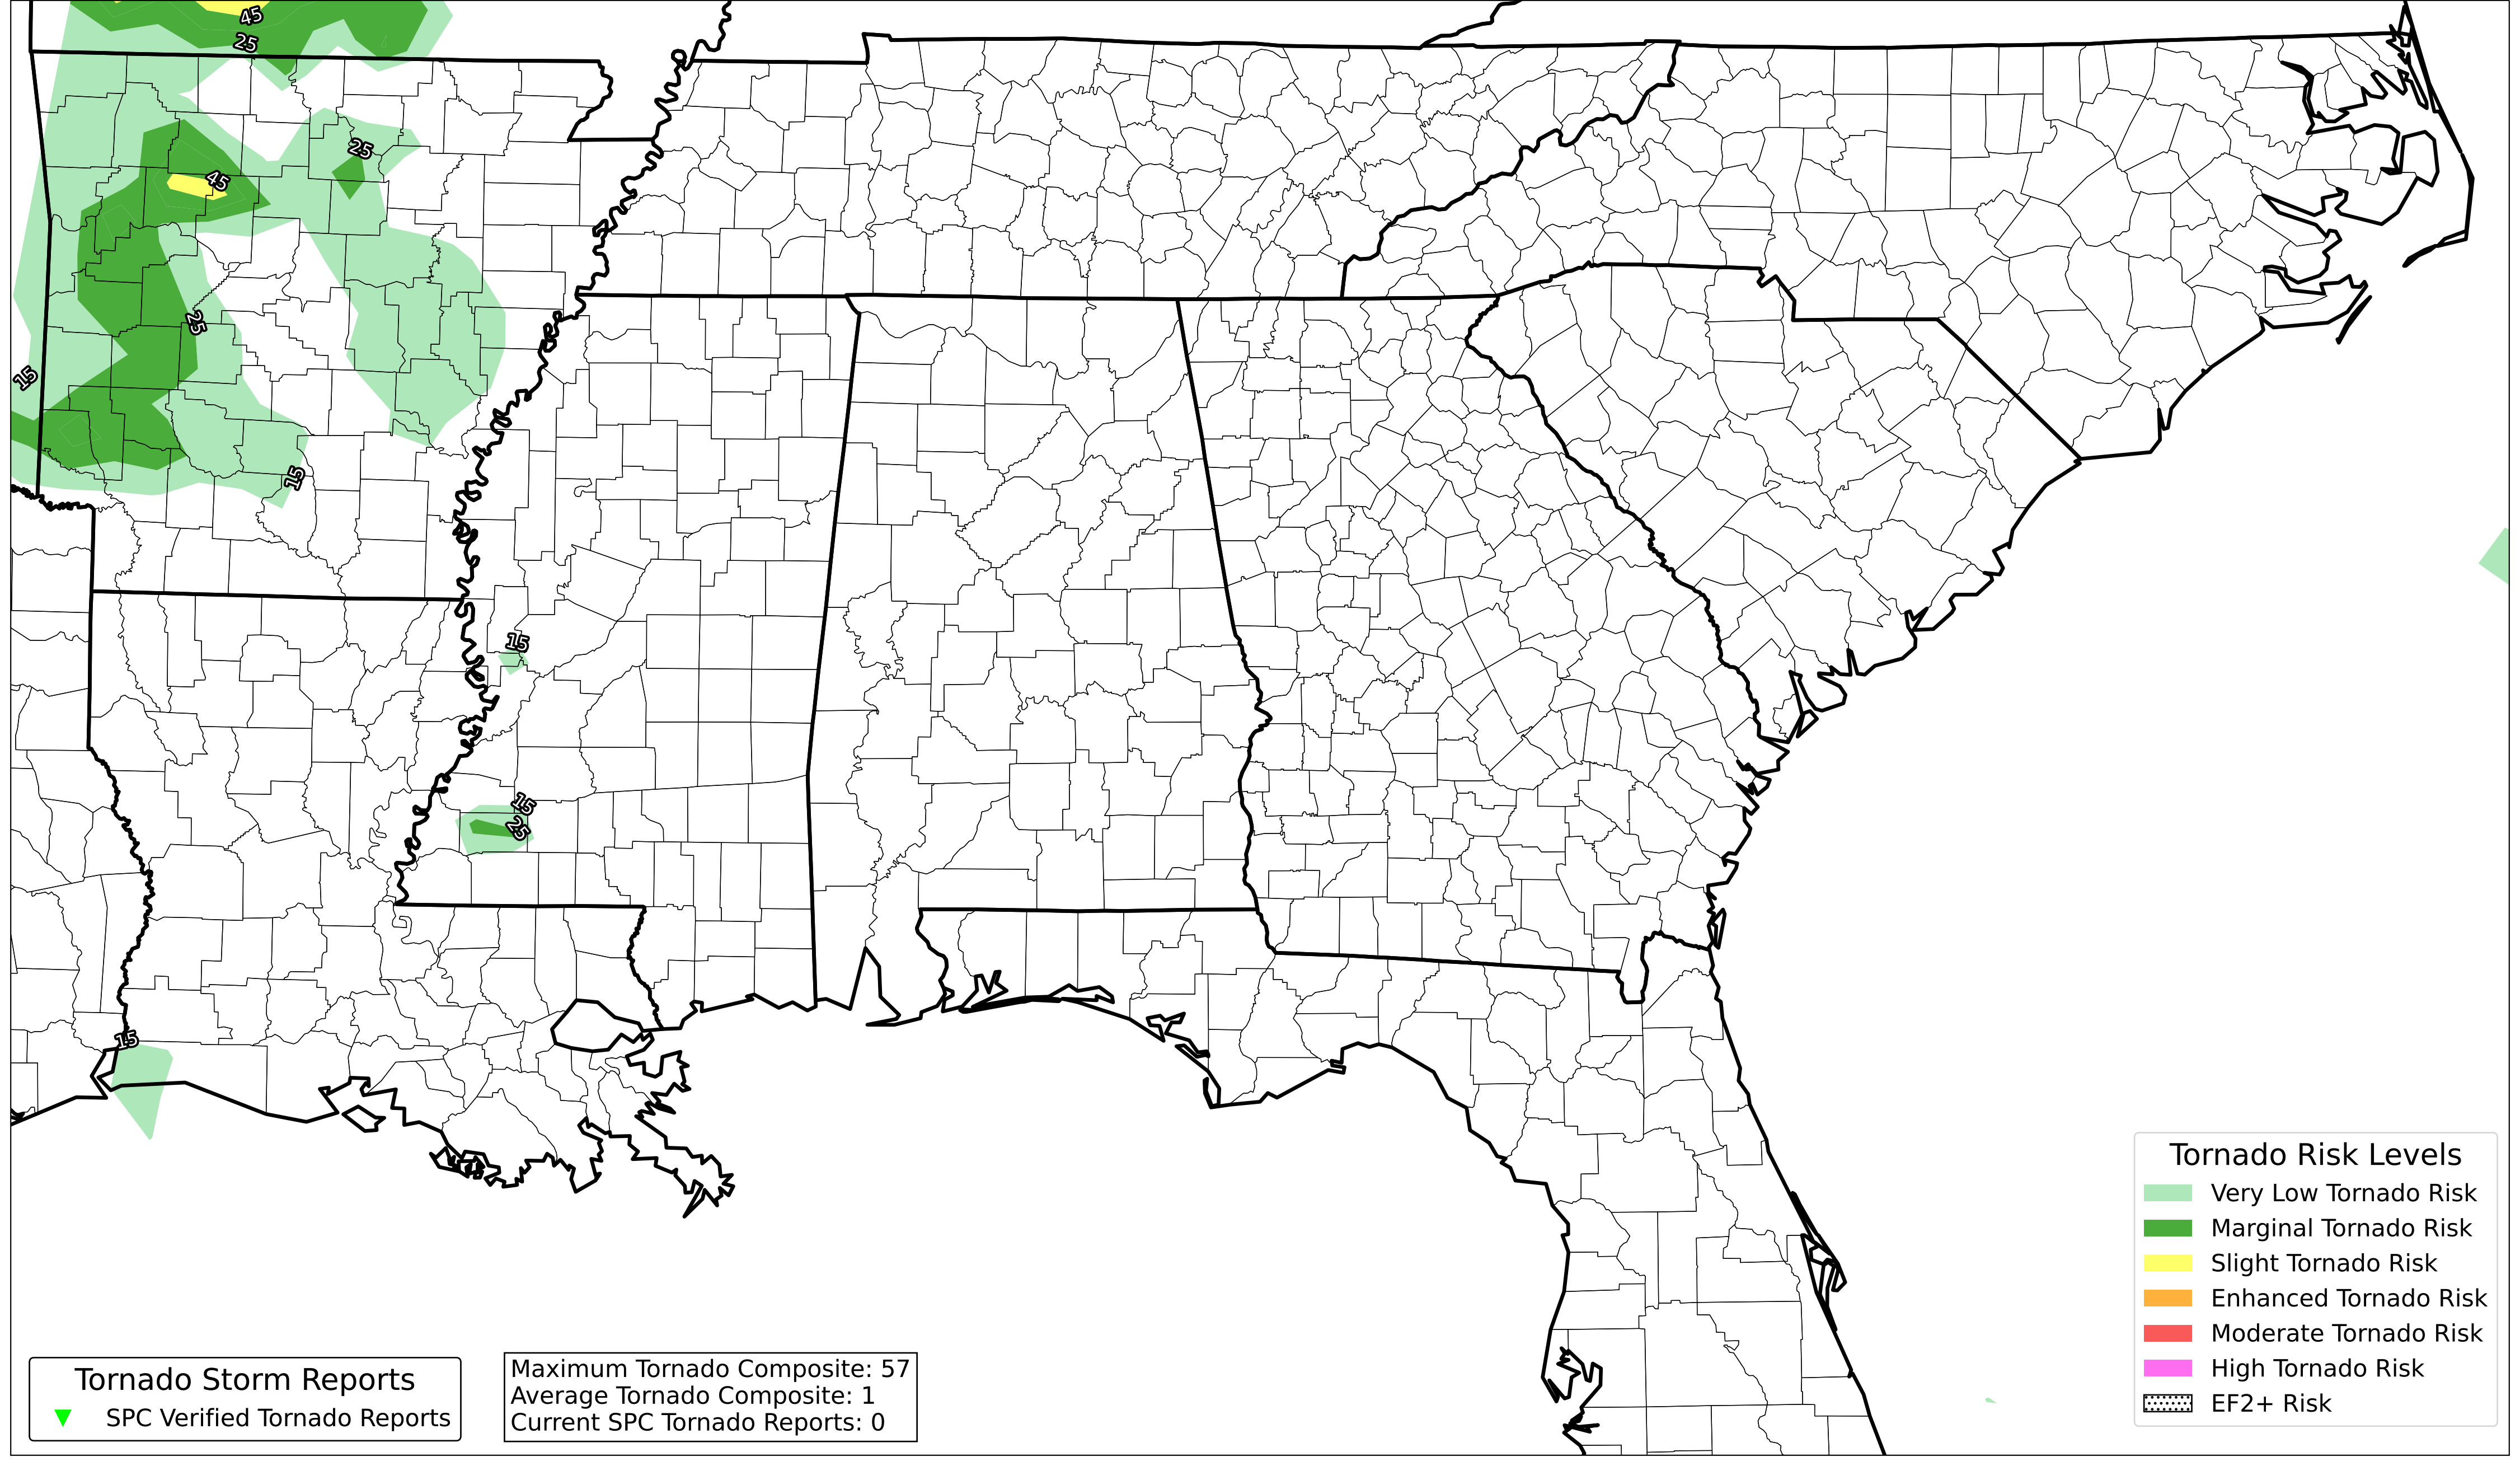 45
25
25
45
25
15
15
15
15
25
15
Tornado Risk Levels
Very Low Tornado Risk
Marginal Tornado Risk
Slight Tornado Risk
Enhanced Tornado Risk
Moderate Tornado Risk
High Tornado Risk
EF2+ Risk
Tornado Storm Reports
SPC Verified Tornado Reports
Maximum Tornado Composite: 57
Average Tornado Composite: 1
Current SPC Tornado Reports: 0